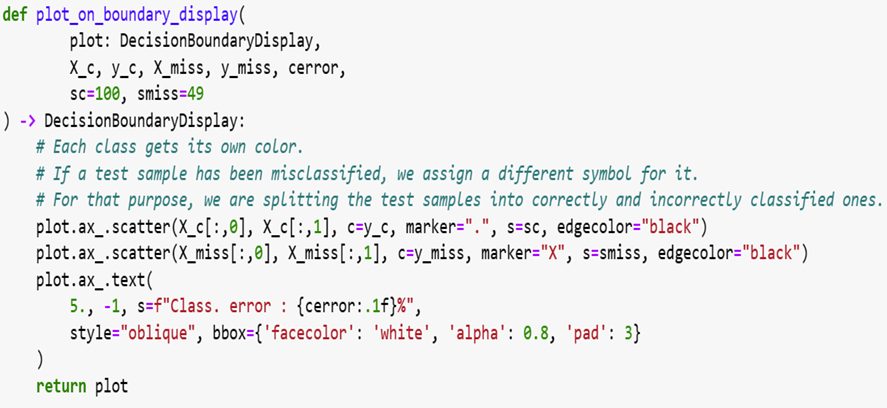 def plot_on_boundary_display(
        plot: DecisionBoundaryDisplay,
        X_c, y_c, X_miss, y_miss, cerror,
        sc=100, smiss=49
) -> DecisionBoundaryDisplay:
    # Each class gets its own color.
    # If a test sample has been misclassified, we assign a different symbol for it.
    # For that purpose, we are splitting the test samples into correctly and incorrectly classified ones.
    plot.ax_.scatter(X_c[:,0], X_c[:,1], c=y_c, marker=".", s=sc, edgecolor="black")
    plot.ax_.scatter(X_miss[:,0], X_miss[:,1], c=y_miss, marker="X", s=smiss, edgecolor="black")
    plot.ax_.text(
        5., -1, s=f"Class. error : {cerror:.1f}%",
        style="oblique", bbox={'facecolor': 'white', 'alpha': 0.8, 'pad': 3}
    )
    return plot